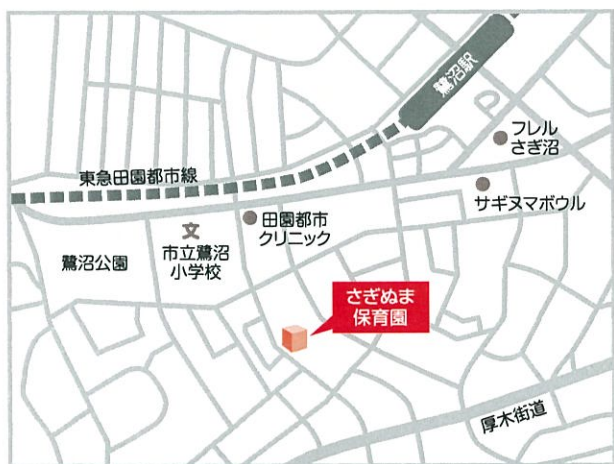 鷺沼駅
フレル
さぎ沼
東急田園都市線
サギヌマボウル
田園都市
クリニック
文
市立鷺沼
小学校
鷺沼公園
さぎぬま
保育園
厚木街道